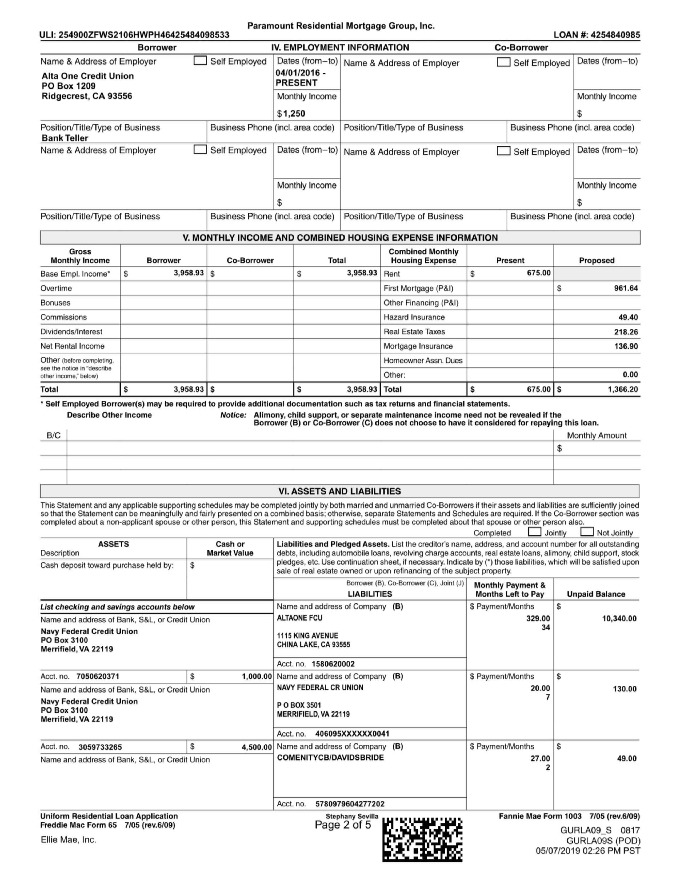 Paramount Residential Mortgage Group, Inc.
ULI: 254900ZFWS2106HWPH46425484098533 LOAN #: 4254840985
Borrower IV. EMPLOYMENT INFORMATION Co-Borrower
Name & Address of Employer Self Employed Dates (from–to) Name & Address of Employer Self Employed Dates (from–to)
Alta One Credit Union
PO Box 1209
Ridgecrest, CA 93556
04/01/2016 -
PRESENT
Monthly Income Monthly Income
$ 1,250 $
Position/Title/Type of Business Business Phone (incl. area code) Position/Title/Type of Business Business Phone (incl. area code)
Bank Teller
Name & Address of Employer Self Employed Dates (from–to) Name & Address of Employer Self Employed Dates (from–to)
Monthly Income Monthly Income
$ $
Position/Title/Type of Business Business Phone (incl. area code) Position/Title/Type of Business Business Phone (incl. area code)
V. MONTHLY INCOME AND COMBINED HOUSING EXPENSE INFORMATION
Gross
Monthly Income Borrower Co-Borrower Total Combined Monthly
Housing Expense Present Proposed
Base Empl. Income* $ 3,958.93 $ $ 3,958.93 Rent $ 675.00
Overtime First Mortgage (P&I) $ 961.64
Bonuses Other Financing (P&I)
Commissions Hazard Insurance 49.40
Dividends/Interest Real Estate Taxes 218.26
Net Rental Income Mortgage Insurance 136.90
Other (before completing,
see the notice in "describe
other income," below)
Homeowner Assn. Dues
Other: 0.00
Total $ 3,958.93 $ $ 3,958.93 Total $ 675.00 $ 1,366.20
* Self Employed Borrower(s) may be required to provide additional documentation such as tax returns and financial statements.
Describe Other Income Notice: Alimony, child support, or separate maintenance income need not be revealed if the
Borrower (B) or Co-Borrower (C) does not choose to have it considered for repaying this loan.
B/C Monthly Amount
$
VI. ASSETS AND LIABILITIES
This Statement and any applicable supporting schedules may be completed jointly by both married and unmarried Co-Borrowers if their assets and liabilities are sufficiently joined
so that the Statement can be meaningfully and fairly presented on a combined basis; otherwise, separate Statements and Schedules are required. If the Co-Borrower section was
completed about a non-applicant spouse or other person, this Statement and supporting schedules must be completed about that spouse or other person also.
Completed Jointly Not Jointly
ASSETS
Description
Cash or
Market Value
Cash deposit toward purchase held by: $
Liabilities and Pledged Assets. List the creditor's name, address, and account number for all outstanding
debts, including automobile loans, revolving charge accounts, real estate loans, alimony, child support, stock
pledges, etc. Use continuation sheet, if necessary. Indicate by (*) those liabilities, which will be satisfied upon
sale of real estate owned or upon refinancing of the subject property.
Borrower (B), Co-Borrower (C), Joint (J)
LIABILITIES
Monthly Payment &
Months Left to Pay
Unpaid Balance
List checking and savings accounts below
Name and address of Bank, S&L, or Credit Union
Navy Federal Credit Union
PO Box 3100
Merrifield, VA 22119
Name and address of Company (B) $ Payment/Months $
ALTAONE FCU 329.00 10,340.00
34
1115 KING AVENUE
CHINA LAKE, CA 93555
Acct. no. 1580620002
Acct. no. 7050620371 $ 1,000.00
Name and address of Bank, S&L, or Credit Union
Navy Federal Credit Union
PO Box 3100
Merrifield, VA 22119
Name and address of Company (B) $ Payment/Months $
NAVY FEDERAL CR UNION 20.00 130.00
7
P O BOX 3501
MERRIFIELD, VA 22119
Acct. no. 406095XXXXXX0041
Acct. no. 3059733265 $ 4,500.00
Name and address of Bank, S&L, or Credit Union
Name and address of Company (B) $ Payment/Months $
COMENITYCB/DAVIDSBRIDE 27.00 49.00
2
Acct. no. 5780979604277202
Uniform Residential Loan Application
Freddie Mac Form 65 7/05 (rev.6/09)
Stephany Sevilla
Page 2 of 5
Fannie Mae Form 1003 7/05 (rev.6/09)
Ellie Mae, Inc.
GURLA09_S 0817
GURLA09S (POD)
05/07/2019 02:26 PM PST